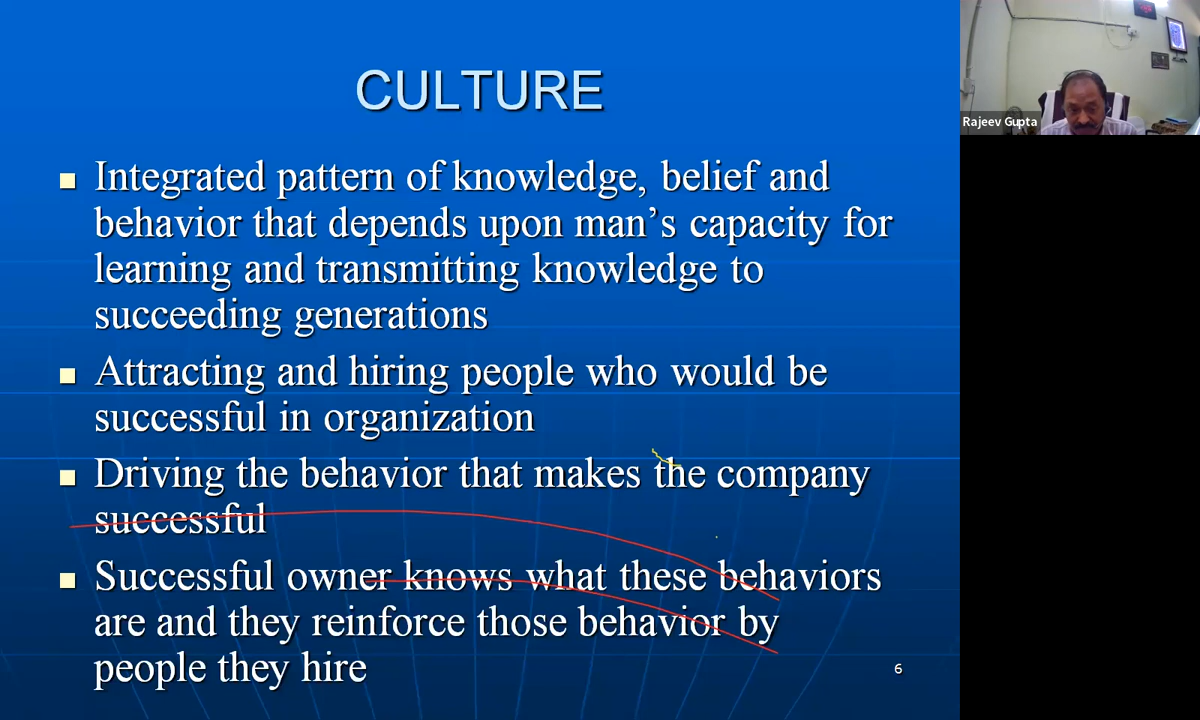 CULTURE
Integrated pattern of knowledge, belief and
behavior that depends upon man’s capacity for
learning and transmitting knowledge to
succeeding generations
Attracting and hiring people who would be
successful in organization
Driving the behavior that makes the company
successful
Successful owner knows what these behaviors
are and they reinforce those behavior by
people they hire
6
Rajeev Gupta